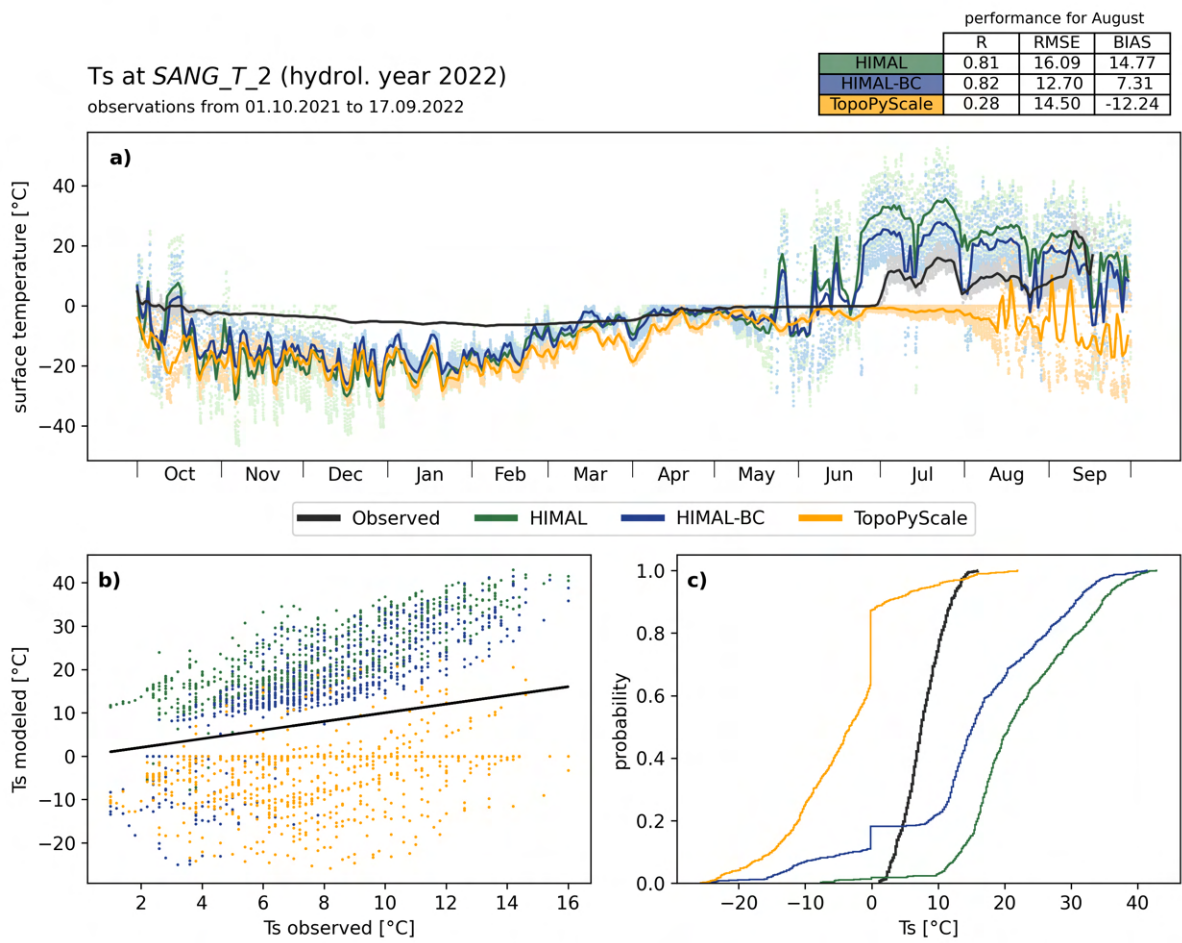 performance for August
R RMSE BIAS
HIMAL 0.81 16.09 14.77
HIMAL-BC 0.82 12.70 7.31
TopoPyScale 0.28 14.50 -12.24
Ts at SANG_T_2 (hydrol. year 2022)
observations from 01.10.2021 to 17.09.2022
a)
surface temperature [°C]
40
20
0
−20
−40
Oct Nov Dec Jan Feb Mar Apr May Jun Jul Aug Sep
Observed HIMAL HIMAL-BC TopoPyScale
b)
Ts modeled [°C]
40
30
20
10
0
−10
−20
2 4 6 8 10 12 14 16
Ts observed [°C]
c)
probability
1.0
0.8
0.6
0.4
0.2
0.0
−20 −10 0 10 20 30 40
Ts [°C]